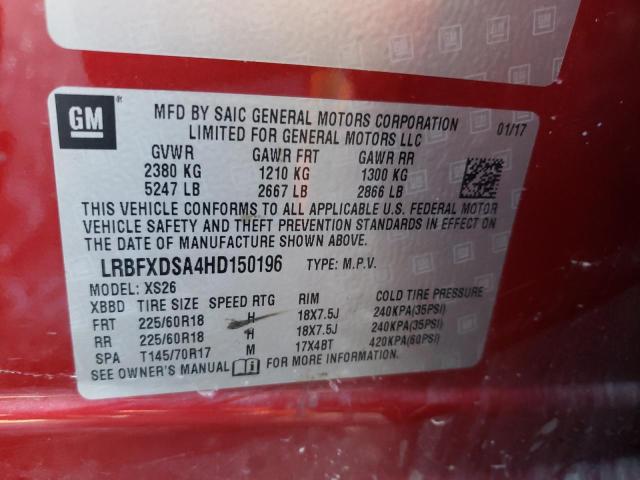 GM
MFD BY SAIC GENERAL MOTORS CORPORATION
LIMITED FOR GENERAL MOTORS LLC
01/17
GVWR GAWR FRT GAWR RR
2380 KG 1210 KG 1300 KG
5247 LB 2667 LB 2866 LB
THIS VEHICLE CONFORMS TO ALL APPLICABLE U.S. FEDERAL MOTOR
VEHICLE SAFETY AND THEFT PREVENTION STANDARDS IN EFFECT ON
THE DATE OF MANUFACTURE SHOWN ABOVE.
LRBFXDSA4HD150196 TYPE: M.P.V.
MODEL: XS26
XBBD TIRE SIZE SPEED RTG RIM COLD TIRE PRESSURE
FRT 225/60R18 H 18X7.5J 240KPA(35PSI)
RR 225/60R18 H 18X7.5J 240KPA(35PSI)
SPA T145/70R17 M 17X4BT 420KPA(60PSI)
SEE OWNER'S MANUAL FOR MORE INFORMATION.